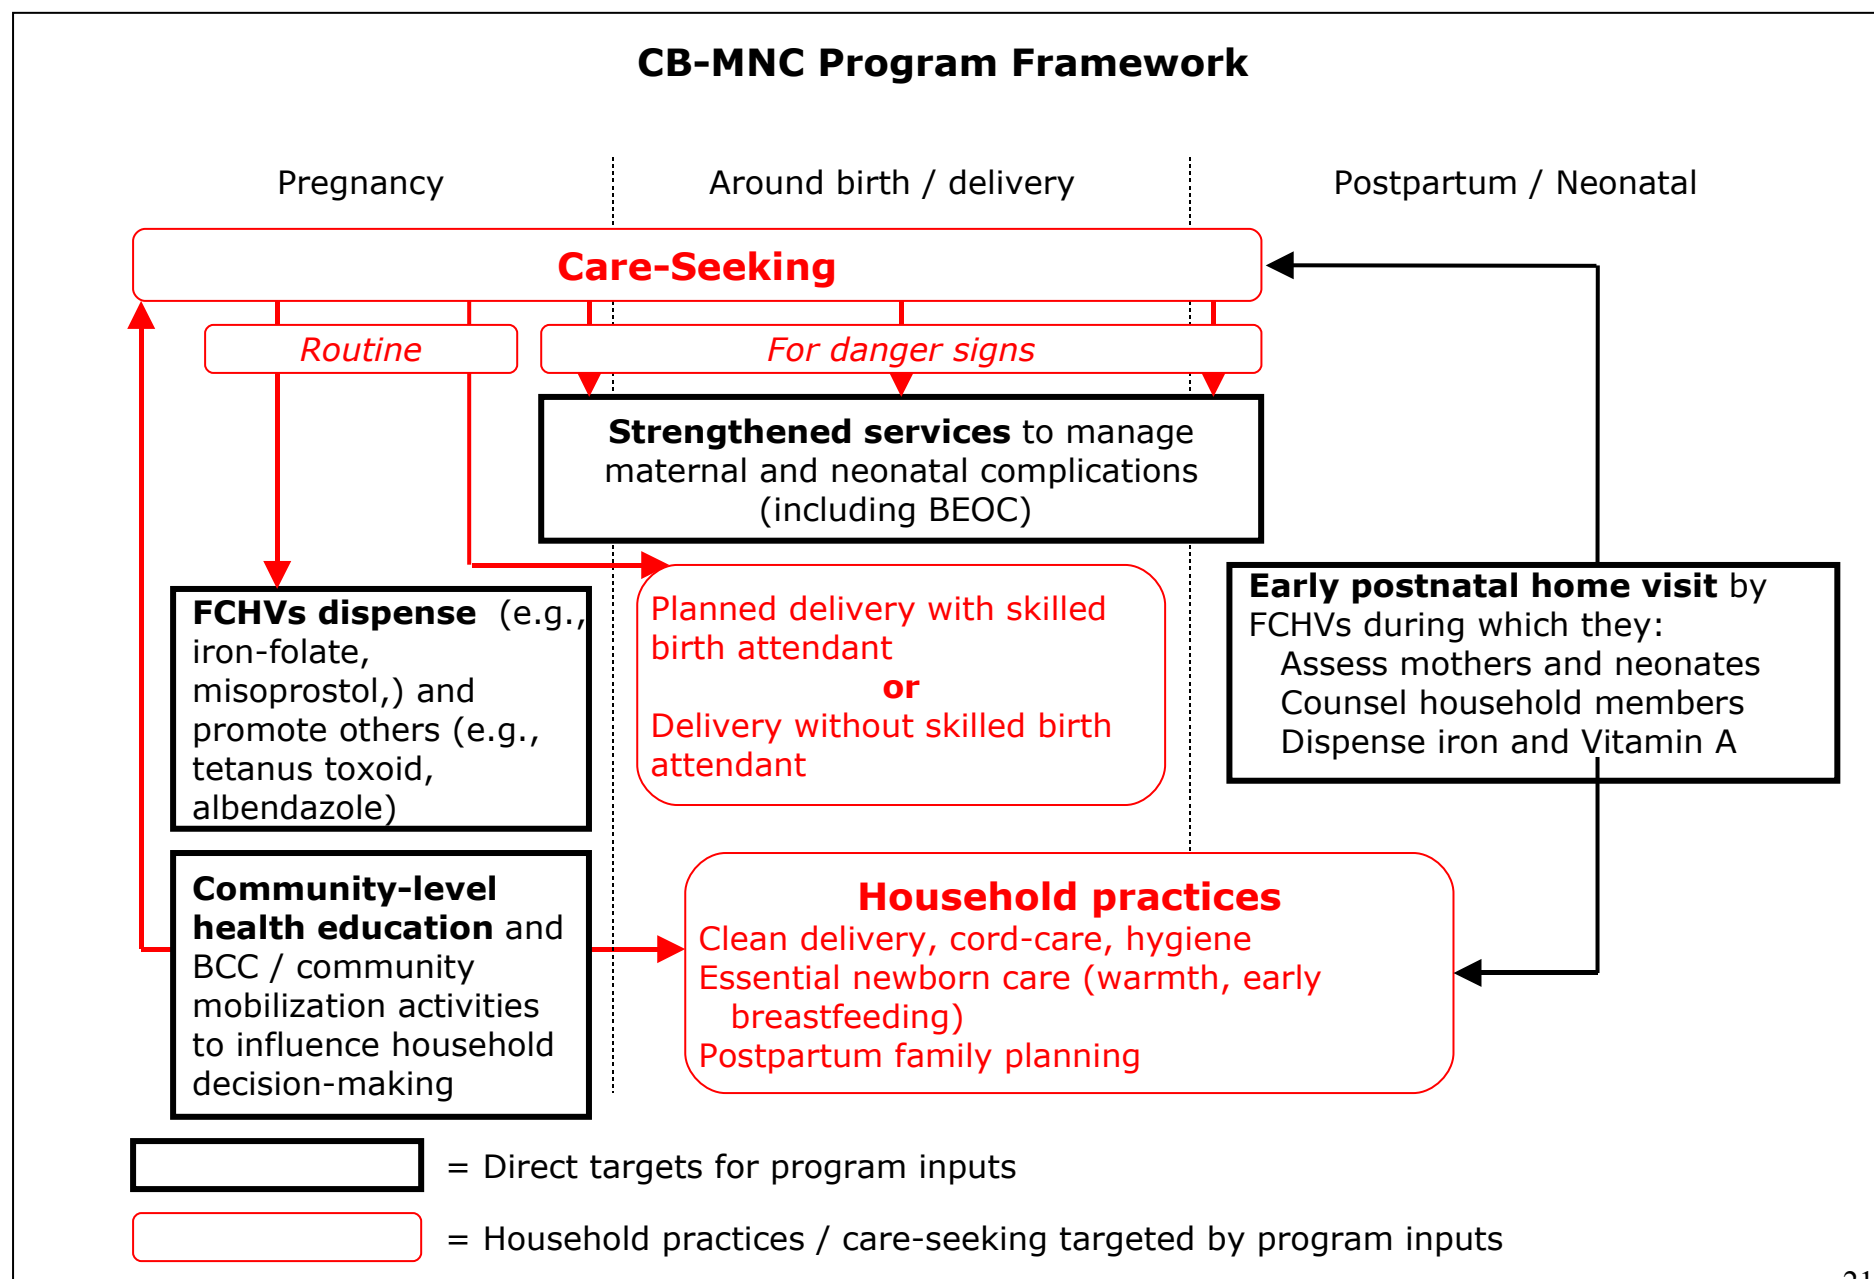 CB-MNC Program Framework
Pregnancy
Around birth / delivery
Postpartum / Neonatal
Care-Seeking
Routine
For danger signs
Strengthened services to manage
maternal and neonatal complications
(including BEOC)
FCHVs dispense (e.g.,
iron-folate,
misoprostol,) and
promote others (e.g.,
tetanus toxoid,
albendazole)
Planned delivery with skilled
birth attendant
or
Delivery without skilled birth
attendant
Early postnatal home visit by
FCHVs during which they:
Assess mothers and neonates
Counsel household members
Dispense iron and Vitamin A
Community-level
health education and
BCC / community
mobilization activities
to influence household
decision-making
Household practices
Clean delivery, cord-care, hygiene
Essential newborn care (warmth, early
breastfeeding)
Postpartum family planning
= Direct targets for program inputs
= Household practices / care-seeking targeted by program inputs
21